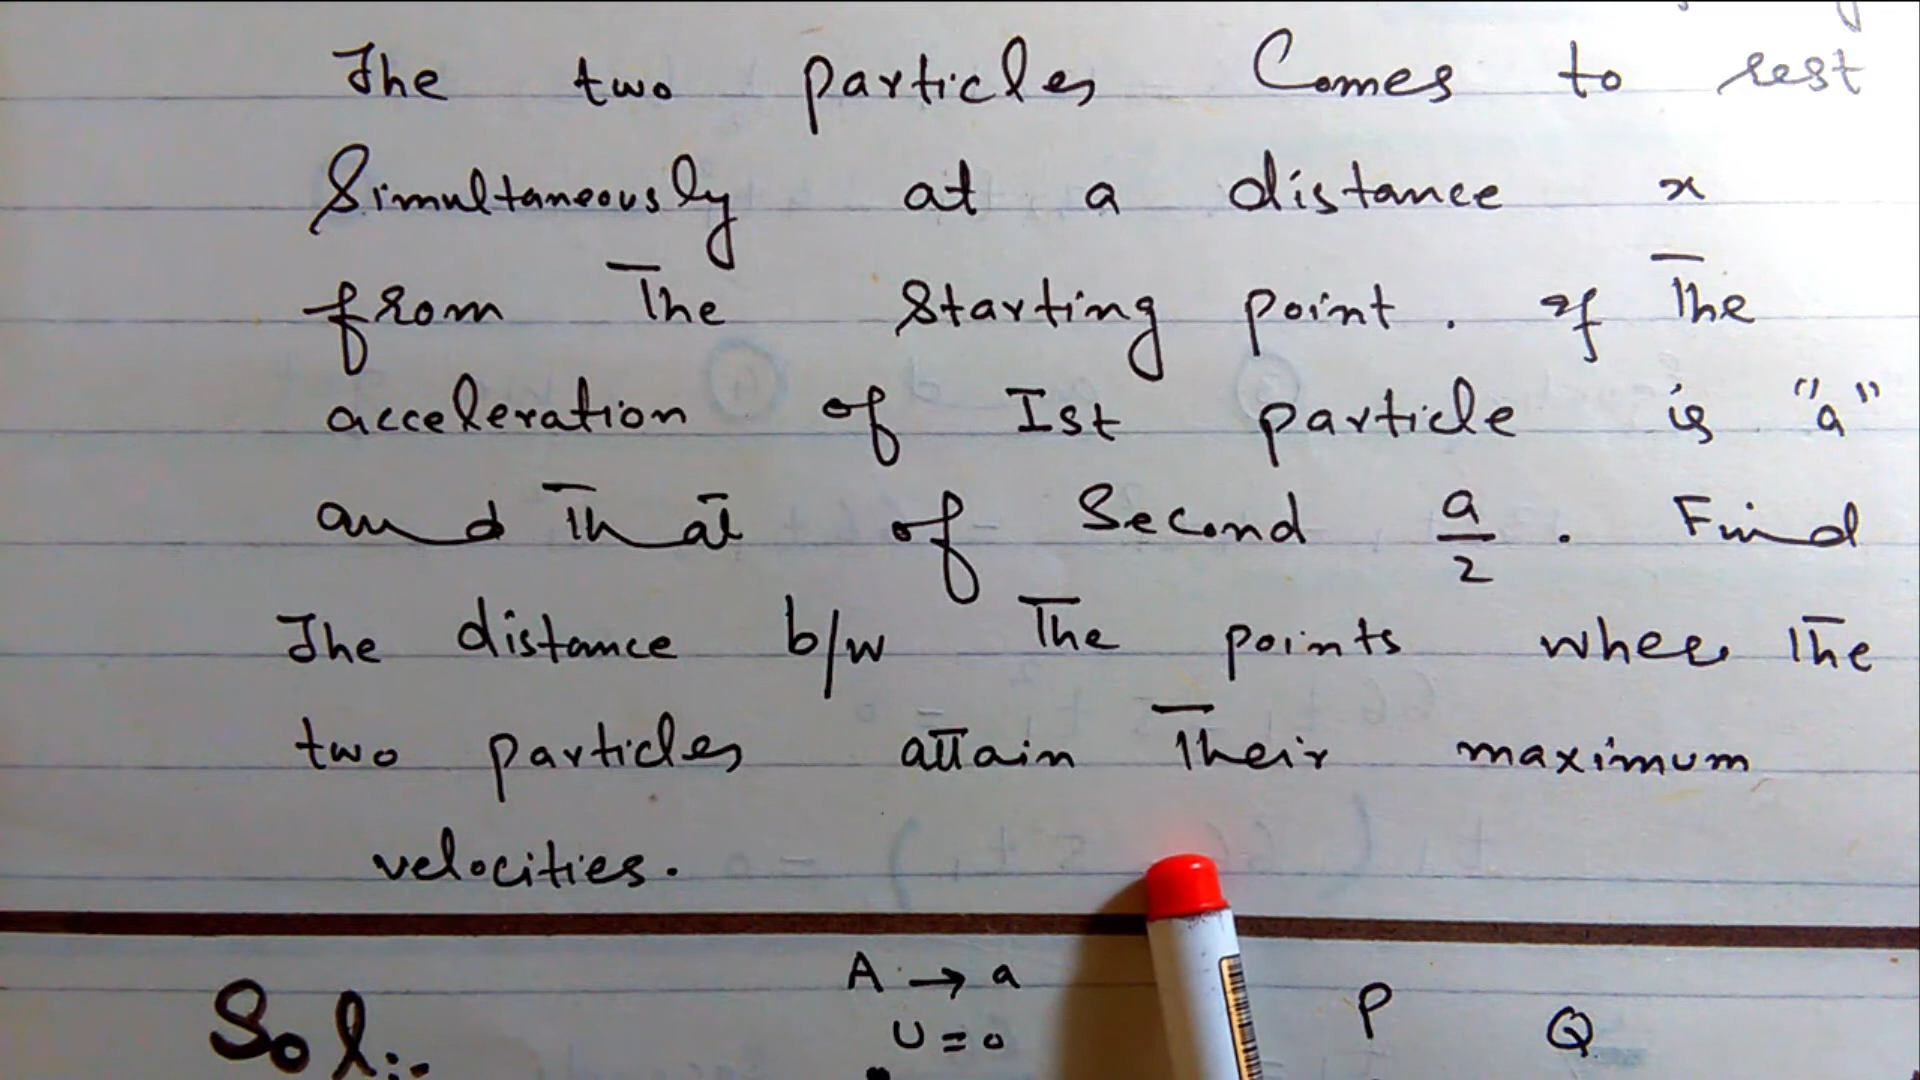 The two particles Comes to rest
Simultaneously at a distance x
from The Starting point. If The
acceleration of Ist particle is "a"
and That of Second a/2. Find
The distance b/w The points where The
two particles attain Their maximum
velocities.
A → a
P
Sol:-
U = 0
Q